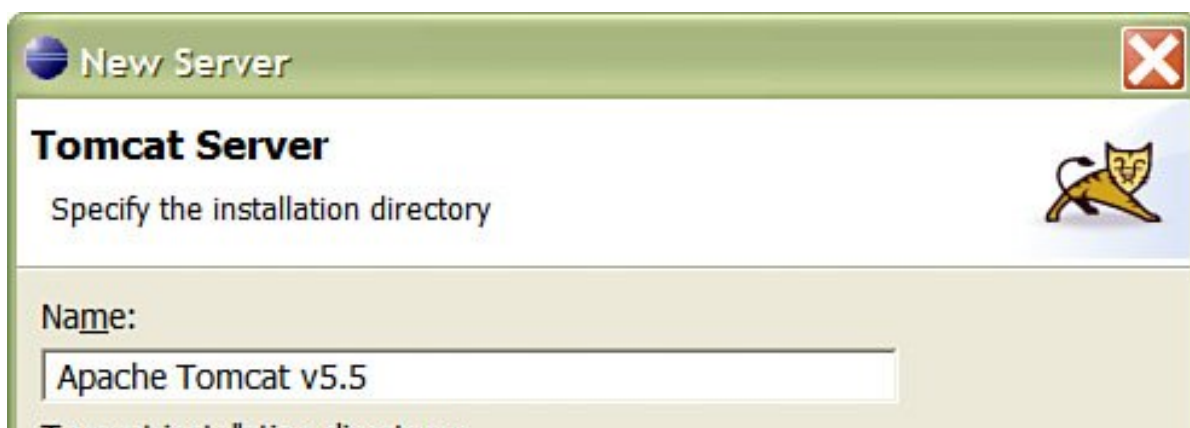 New Server
Tomcat Server
Specify the installation directory
Name:
Apache Tomcat v5.5